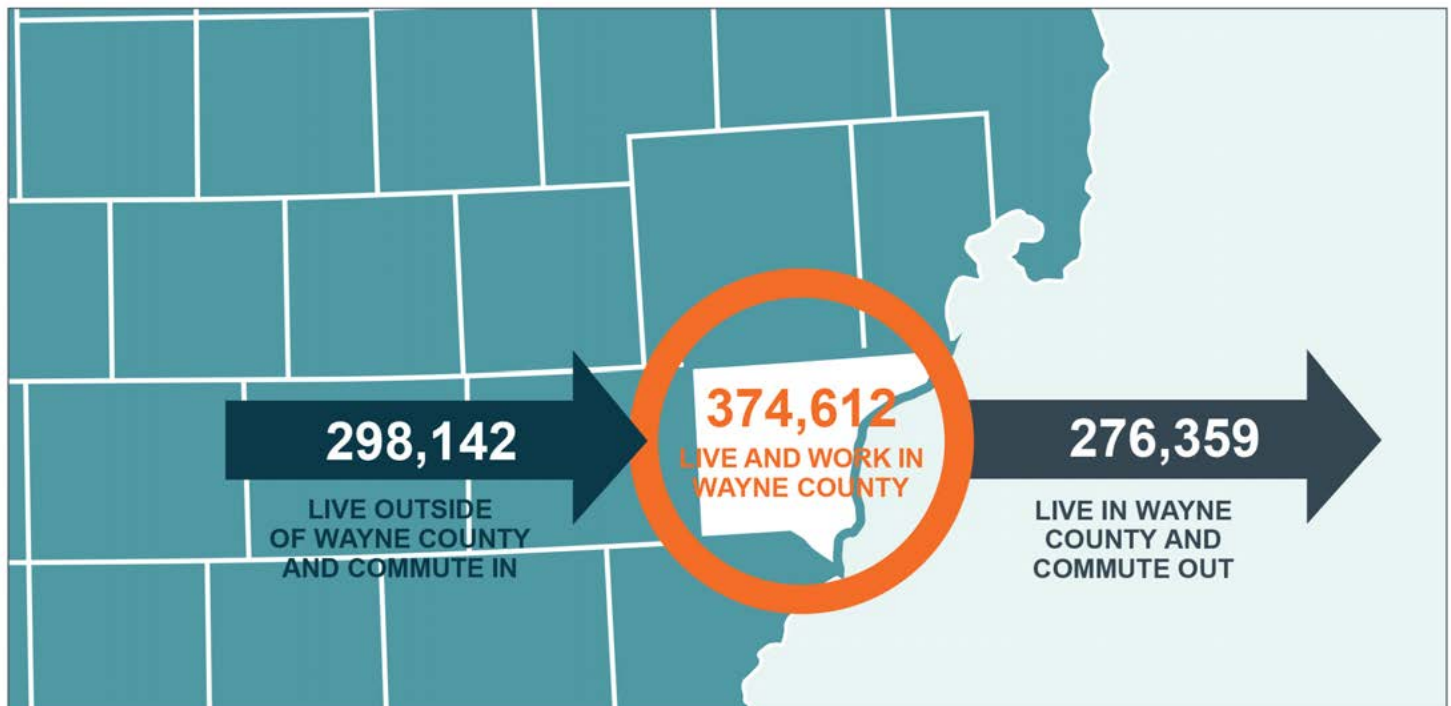 298,142
LIVE OUTSIDE
OF WAYNE COUNTY
AND COMMUTE IN
374,612
LIVE AND WORK IN
WAYNE COUNTY
276,359
LIVE IN WAYNE
COUNTY AND
COMMUTE OUT